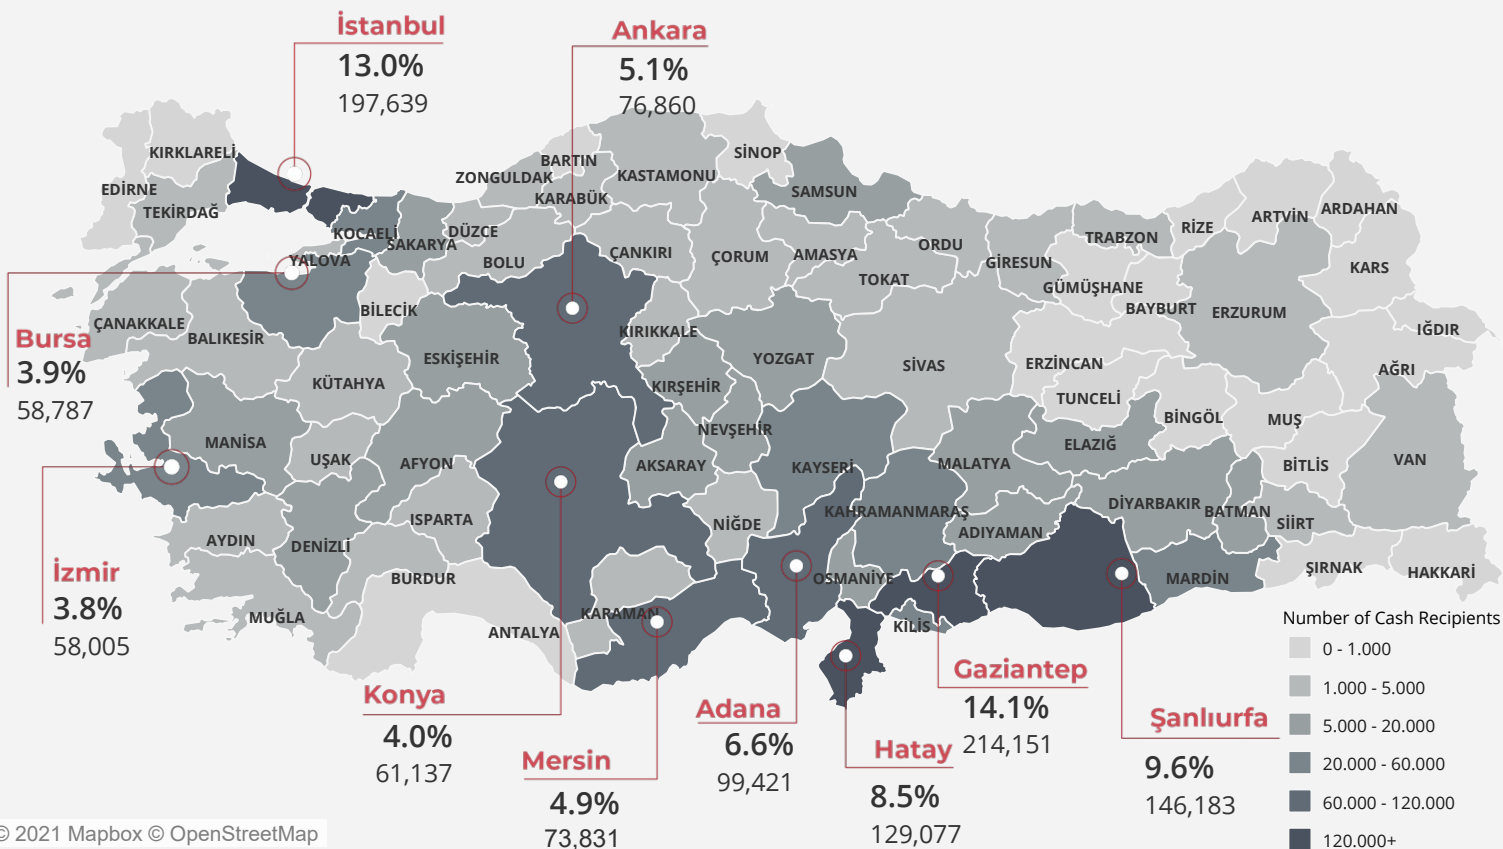 İstanbul
13.0%
197,639
Ankara
5.1%
76,860
KIRKLARELİ
EDİRNE
TEKİRDAĞ
KOCAELİ
SAKARYA
YALOVA
DÜZCE
BOLU
ZONGULDAK
BARTIN
KARABÜK
KASTAMONU
SİNOP
SAMSUN
ÇANKIRI
ÇORUM
AMASYA
TOKAT
ORDU
GİRESUN
TRABZON
GÜMÜŞHANE
BAYBURT
RİZE
ARTVİN
ARDAHAN
KARS
ERZURUM
IĞDIR
AĞRI
Bursa
3.9%
58,787
ÇANAKKALE
BALIKESİR
BİLECİK
KÜTAHYA
ESKİŞEHİR
KIRIKKALE
KIRŞEHİR
YOZGAT
SİVAS
ERZİNCAN
TUNCELİ
BİNGÖL
MUŞ
BİTLİS
VAN
MANİSA
UŞAK
AFYON
AKSARAY
NEVŞEHİR
KAYSERİ
MALATYA
ELAZIĞ
DİYARBAKIR
BATMAN
SİİRT
AYDIN
DENİZLİ
ISPARTA
BURDUR
NİĞDE
KAHRAMANMARAŞ
ADIYAMAN
OSMANİYE
KİLİS
MARDİN
ŞIRNAK
HAKKARİ
MUĞLA
ANTALYA
KARAMAN
İzmir
3.8%
58,005
Konya
4.0%
61,137
Mersin
4.9%
73,831
Adana
6.6%
99,421
Hatay
8.5%
129,077
Gaziantep
14.1%
214,151
Şanlıurfa
9.6%
146,183
Number of Cash Recipients
0 - 1.000
1.000 - 5.000
5.000 - 20.000
20.000 - 60.000
60.000 - 120.000
120.000+
© 2021 Mapbox © OpenStreetMap